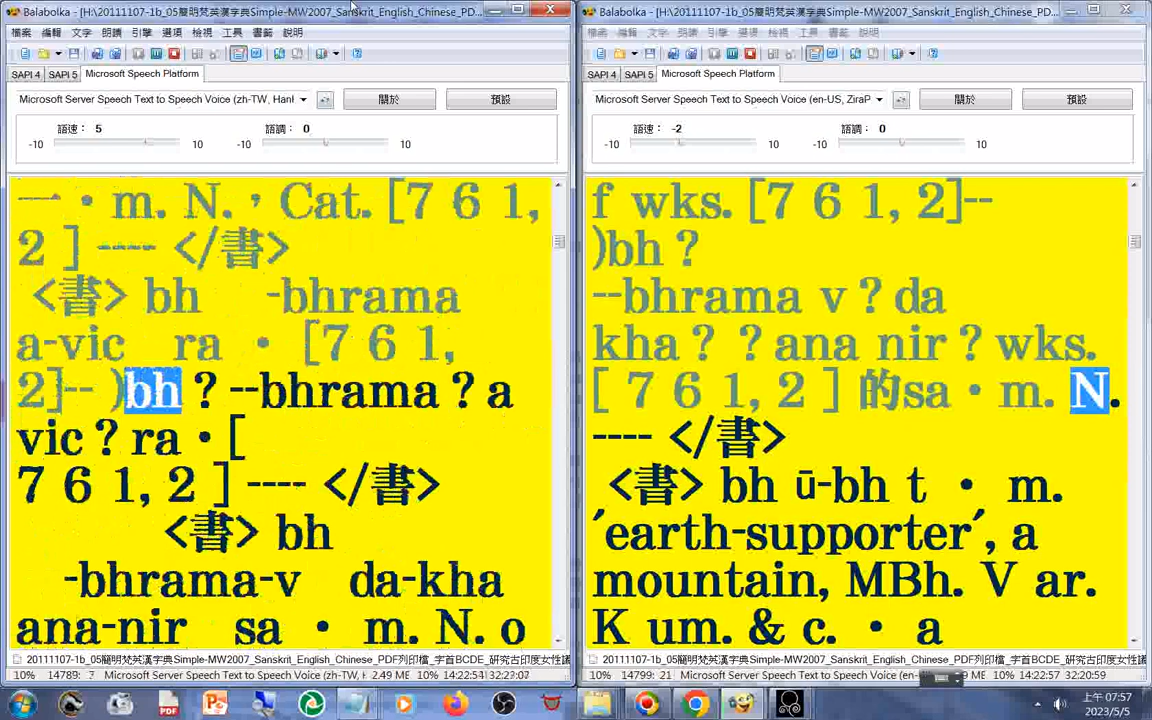 Balabolka - [H:\20111107-1b_05簡明梵英漢字典Simple-MW2007_Sanskrit_English_Chinese_PD...
檔案 編輯 文字 朗讀 引擎 選項 檢視 工具 書籤 說明
SAPI 4 SAPI 5 Microsoft Speech Platform
Microsoft Server Speech Text to Speech Voice (zh-TW, Hanl
關於 預設
語速： 5 語調： 0
-10 10 -10 10
一・m. N.，Cat. [7 6 1,
2 ] ---- </書>
<書> bh -bhrama
a-vic ra • [7 6 1,
2]-- )bh ? --bhrama ? a
vic ? ra • [
7 6 1, 2 ] ---- </書>
<書> bh
-bhrama-v da-kha
ana-nir sa • m. N. o
20111107-1b_05簡明梵英漢字典Simple-MW2007_Sanskrit_English_Chinese_PDF列印檔_字首BCDE_研究古印度女性議
10% 14789: 7 Microsoft Server Speech Text to Speech Voice (zh-TW, H 2.49 ME 10% 14:22:54 32:23:07
Balabolka - [H:\20111107-1b_05簡明梵英漢字典Simple-MW2007_Sanskrit_English_Chinese_PD...
檔案 編輯 文字 朗讀 引擎 選項 檢視 工具 書籤 說明
SAPI 4 SAPI 5 Microsoft Speech Platform
Microsoft Server Speech Text to Speech Voice (en-US, ZiraP
關於 預設
語速： -2 語調： 0
-10 10 -10 10
f wks. [7 6 1, 2]--
)bh ?
--bhrama v ? da
kha ? ? ana nir ? wks.
[ 7 6 1, 2 ] 的sa • m. N.
---- </書>
<書> bh ū-bh t • m.
'earth-supporter', a
mountain, MBh. V ar.
K um. & c. • a
20111107-1b_05簡明梵英漢字典Simple-MW2007_Sanskrit_English_Chinese_PDF列印檔_字首BCDE_研究古印度女性議
10% 14799: 21 Microsoft Server Speech Text to Speech Voice (en-US 9 ME 10% 14:22:57 32:20:59
上午 07:57
2023/5/5